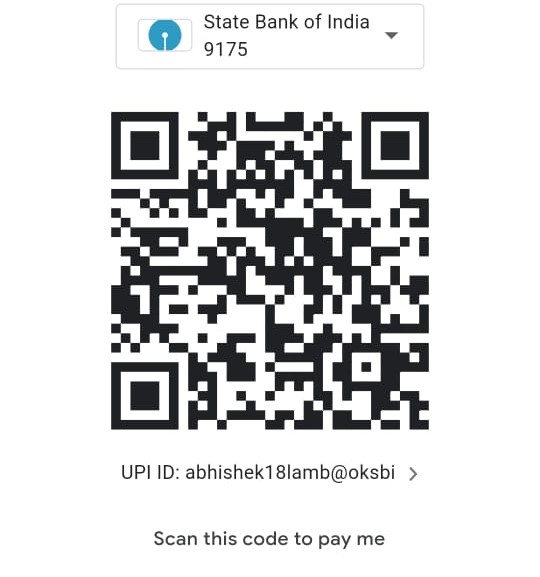 State Bank of India
9175
UPI ID: abhishek18lamb@oksbi
Scan this code to pay me